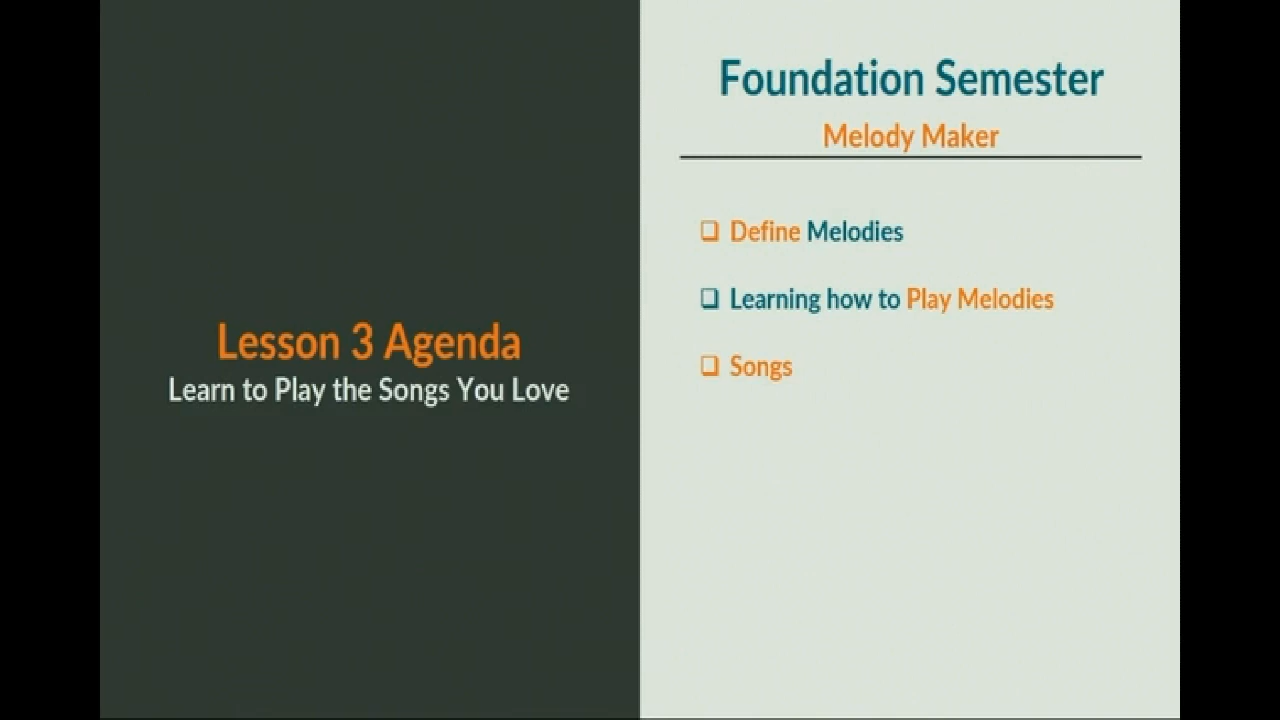 Lesson 3 Agenda
Learn to Play the Songs You Love
Foundation Semester
Melody Maker
❑ Define Melodies
❑ Learning how to Play Melodies
❑ Songs